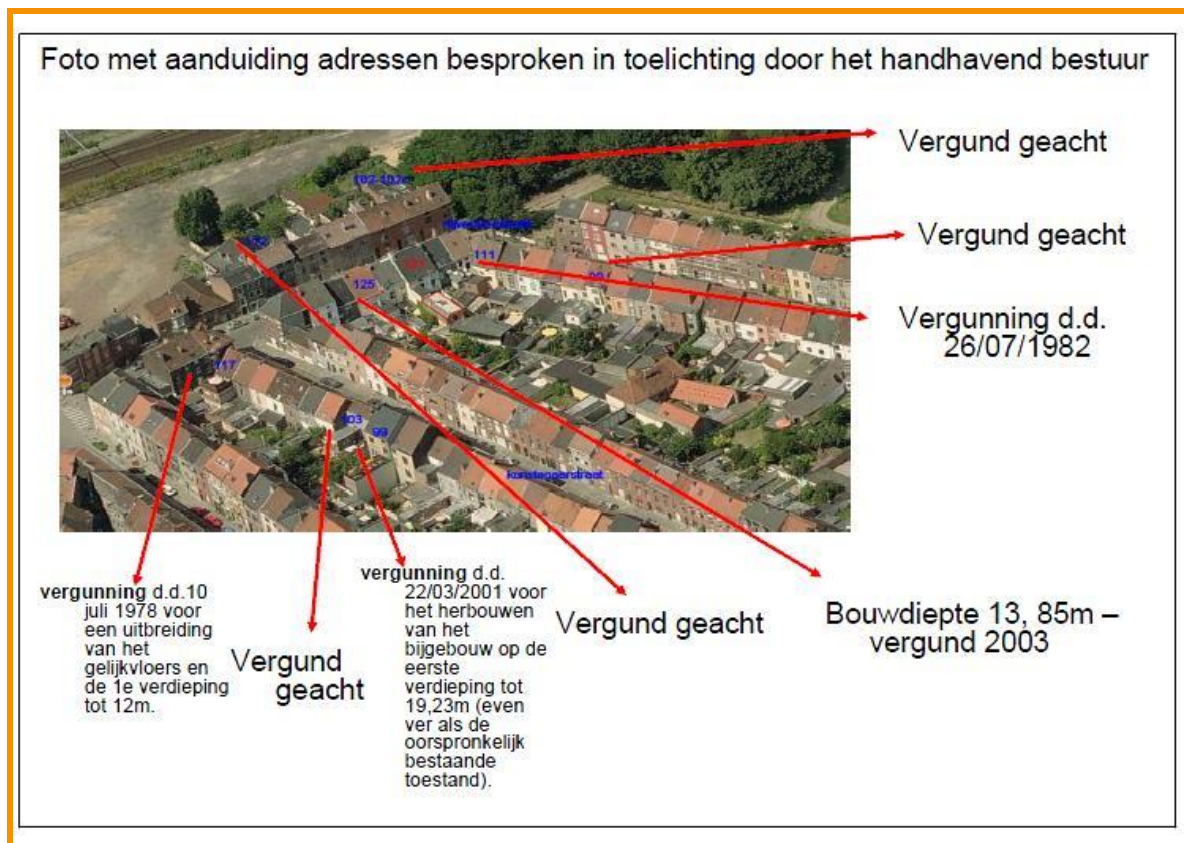 Foto met aanduiding adressen besproken in toelichting door het handhavend bestuur
Vergund geacht
Vergund geacht
Vergunning d.d.
26/07/1982
111
125
117
103
99
kunstenaarstraat
vergunning d.d.10
juli 1978 voor
een uitbreiding
van het
gelijkvloers en
de 1e verdieping
tot 12m.
Vergund
geacht
vergunning d.d.
22/03/2001 voor
het herbouwen
van het
bijgebouw op de
eerste
verdieping tot
19,23m (even
ver als de
oorspronkelijk
bestaande
toestand).
Vergund geacht
Bouwdiepte 13, 85m –
vergund 2003